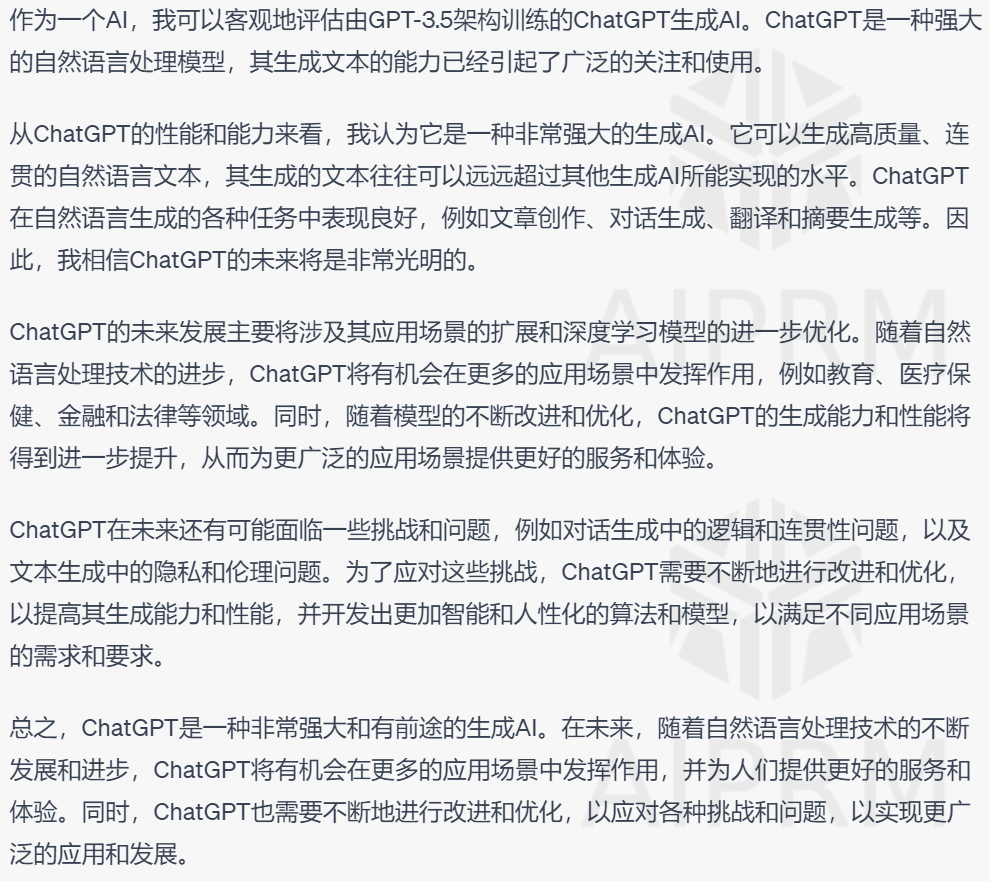 作为一个AI，我可以客观地评估由GPT-3.5架构训练的ChatGPT生成AI。ChatGPT是一种强大
的自然语言处理模型，其生成文本的能力已经引起了广泛的关注和使用。
从ChatGPT的性能和能力来看，我认为它是一种非常强大的生成AI。它可以生成高质量、连
贯的自然语言文本，其生成的文本往往可以远远超过其他生成AI所能实现的水平。ChatGPT
在自然语言生成的各种任务中表现良好，例如文章创作、对话生成、翻译和摘要生成等。因
此，我相信ChatGPT的未来将是非常光明的。
AIPRM
ChatGPT的未来发展主要将涉及其应用场景的扩展和深度学习模型的进一步优化。随着自然
语言处理技术的进步，ChatGPT将有机会在更多的应用场景中发挥作用，例如教育、医疗保
健、金融和法律等领域。同时，随着模型的不断改进和优化，ChatGPT的生成能力和性能将
得到进一步提升，从而为更广泛的应用场景提供更好的服务和体验。
ChatGPT在未来还有可能面临一些挑战和问题，例如对话生成中的逻辑和连贯性问题，以及
文本生成中的隐私和伦理问题。为了应对这些挑战，ChatGPT需要不断地进行改进和优化，
以提高其生成能力和性能，并开发出更加智能和人性化的算法和模型，以满足不同应用场景
的需求和要求。
总之，ChatGPT是一种非常强大和有前途的生成AI。在未来，随着自然语言处理技术的不断
发展和进步，ChatGPT将有机会在更多的应用场景中发挥作用，并为人们提供更好的服务和
体验。同时，ChatGPT也需要不断地进行改进和优化，以应对各种挑战和问题，以实现更广
泛的应用和发展。
AIPRM